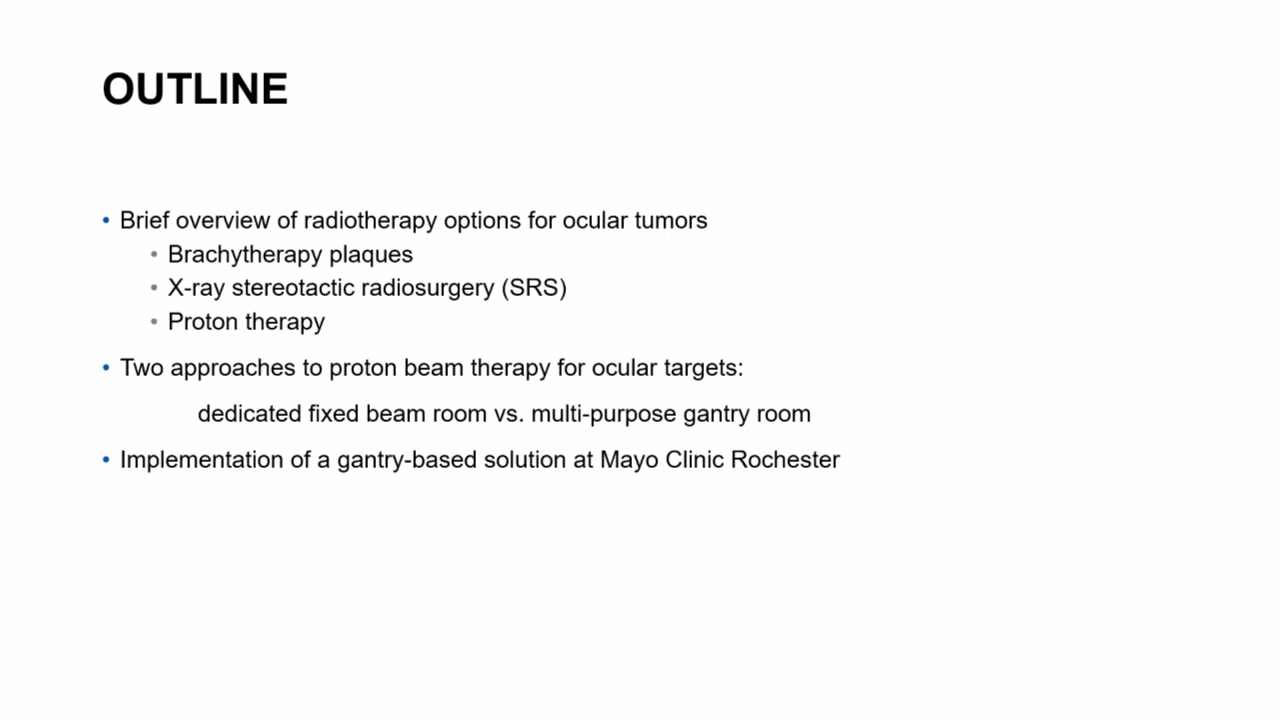 OUTLINE
• Brief overview of radiotherapy options for ocular tumors
• Brachytherapy plaques
• X-ray stereotactic radiosurgery (SRS)
• Proton therapy
• Two approaches to proton beam therapy for ocular targets:
dedicated fixed beam room vs. multi-purpose gantry room
• Implementation of a gantry-based solution at Mayo Clinic Rochester